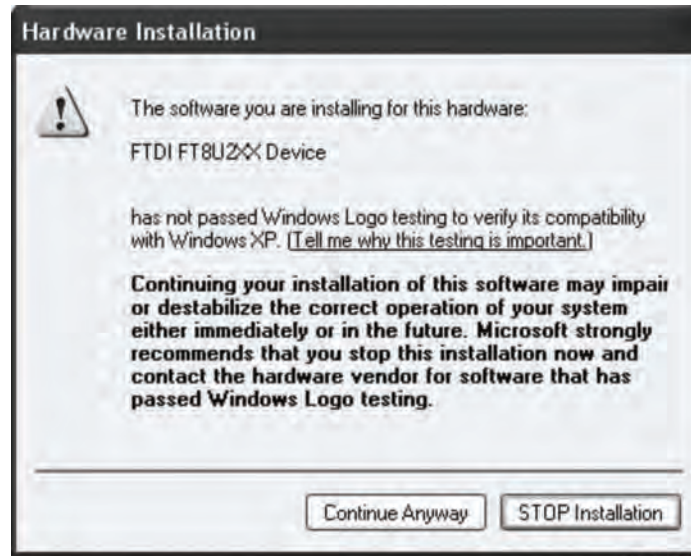 Hardware Installation
The software you are installing for this hardware:
FTDI FT8U2XX Device
has not passed Windows Logo testing to verify its compatibility
with Windows XP. (Tell me why this testing is important.)
Continuing your installation of this software may impair
or destabilize the correct operation of your system
either immediately or in the future. Microsoft strongly
recommends that you stop this installation now and
contact the hardware vendor for software that has
passed Windows Logo testing.
Continue Anyway
STOP Installation